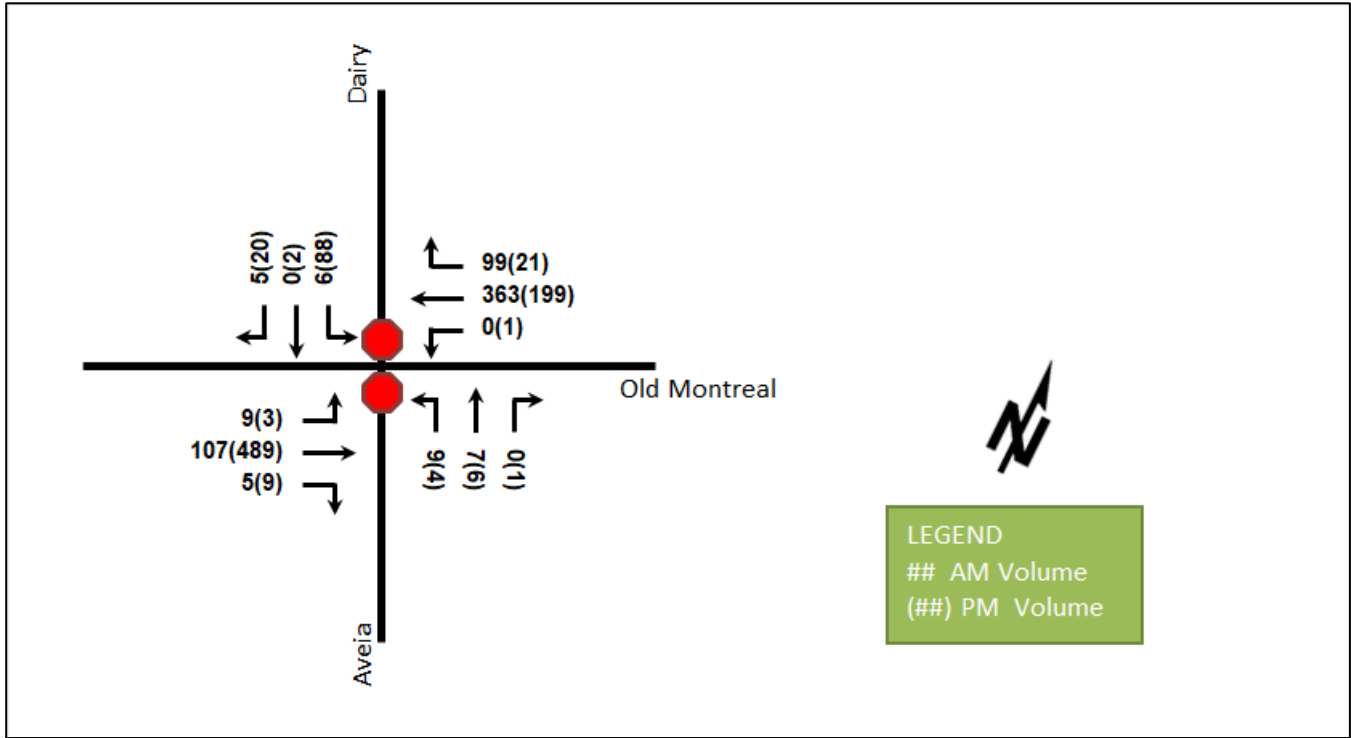 Dairy
5(20)
0(2)
6(88)
99(21)
363(199)
0(1)
Old Montreal
9(3)
107(489)
5(9)
9(4)
7(6)
0(1)
Aveia
N
LEGEND
## AM Volume
(##) PM Volume